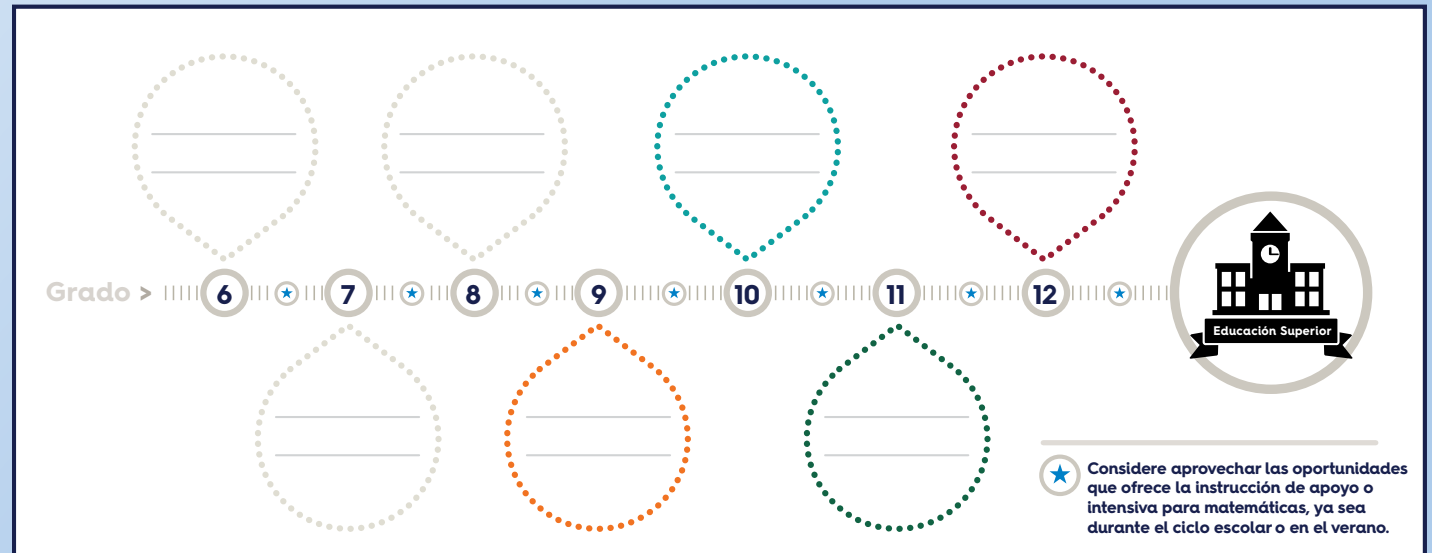 Grado >
6 7 8 9 10 11 12
Educación Superior
Considere aprovechar las oportunidades
que ofrece la instrucción de apoyo o
intensiva para matemáticas, ya sea
durante el ciclo escolar o en el verano.